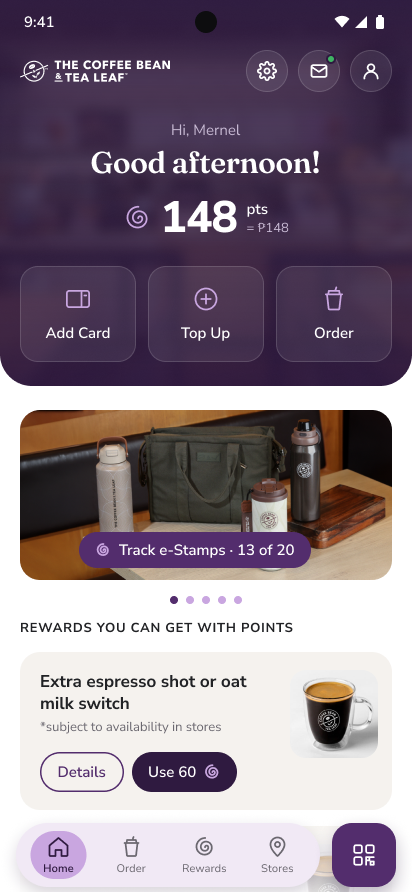 9:41
THE COFFEE BEAN
& TEA LEAF
Hi, Mernel
Good afternoon!
148 pts
= ₱148
Add Card
Top Up
Order
Track e-Stamps · 13 of 20
REWARDS YOU CAN GET WITH POINTS
Extra espresso shot or oat
milk switch
*subject to availability in stores
Details
Use 60
Home
Order
Rewards
Stores